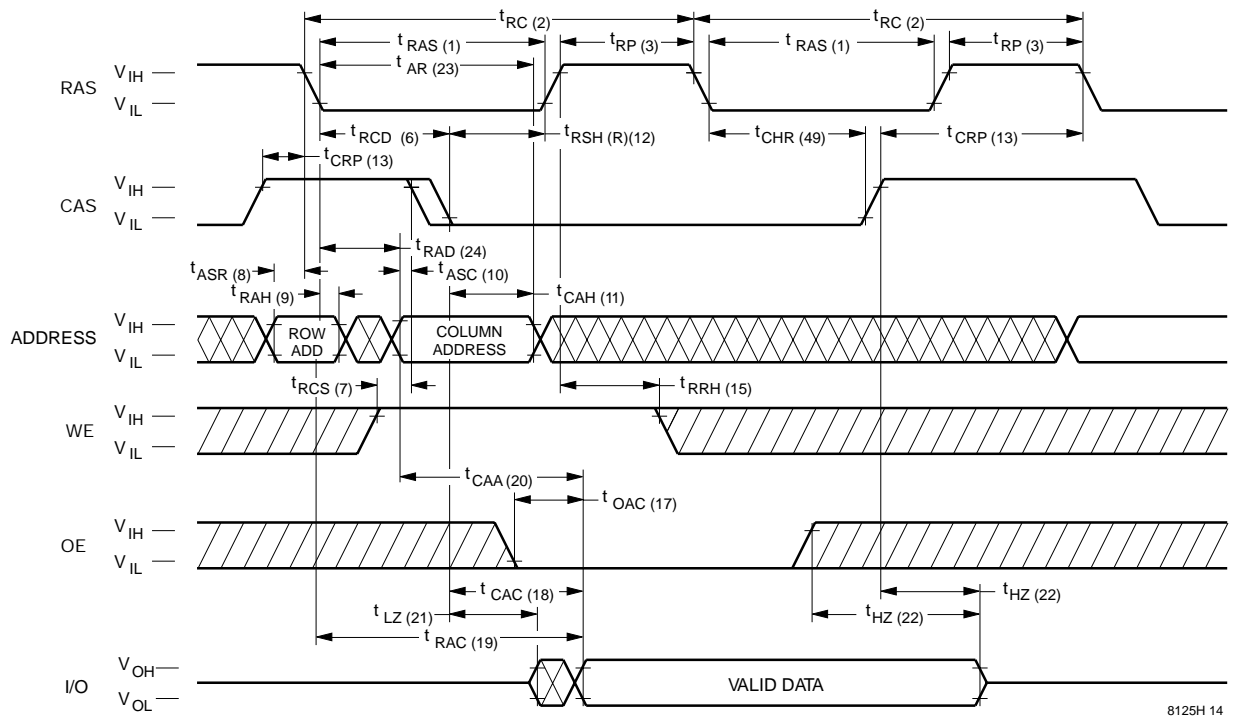 t RC (2) t RC (2)
t RAS (1) t RP (3) t RAS (1) t RP (3)
t AR (23)
RAS V IH V IL
t RCD (6) t RSH (R)(12) t CHR (49) t CRP (13)
t CRP (13)
CAS V IH V IL
t RAD (24)
t ASR (8) t ASC (10)
t RAH (9) t CAH (11)
ADDRESS V IH V IL ROW ADD COLUMN ADDRESS
t RCS (7) t RRH (15)
WE V IH V IL
t CAA (20)
t OAC (17)
OE V IH V IL
t CAC (18) t HZ (22)
t LZ (21) t HZ (22)
t RAC (19)
I/O V OH V OL VALID DATA
8125H 14